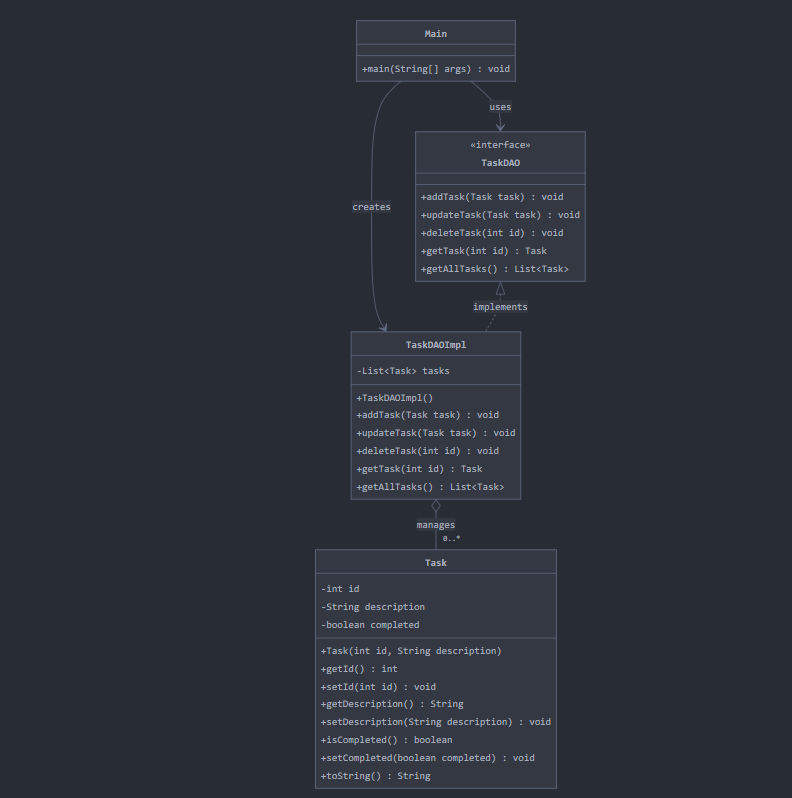 Main
+main(String[] args) : void
uses
«interface»
TaskDAO
+addTask(Task task) : void
+updateTask(Task task) : void
+deleteTask(int id) : void
+getTask(int id) : Task
+getAllTasks() : List<Task>
creates
implements
TaskDAOImpl
-List<Task> tasks
+TaskDAOImpl()
+addTask(Task task) : void
+updateTask(Task task) : void
+deleteTask(int id) : void
+getTask(int id) : Task
+getAllTasks() : List<Task>
manages
0..*
Task
-int id
-String description
-boolean completed
+Task(int id, String description)
+getId() : int
+setId(int id) : void
+getDescription() : String
+setDescription(String description) : void
+isCompleted() : boolean
+setCompleted(boolean completed) : void
+toString() : String